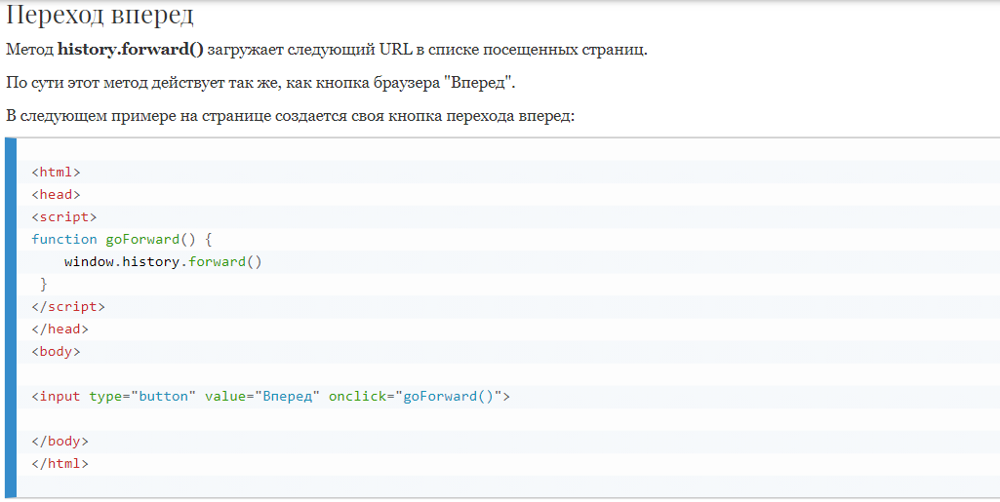 Переход вперед
Метод history.forward() загружает следующий URL в списке посещенных страниц.
По сути этот метод действует так же, как кнопка браузера "Вперед".
В следующем примере на странице создается своя кнопка перехода вперед:
<html>
<head>
<script>
function goForward() {
    window.history.forward()
 }
</script>
</head>
<body>
<input type="button" value="Вперед" onclick="goForward()">
</body>
</html>